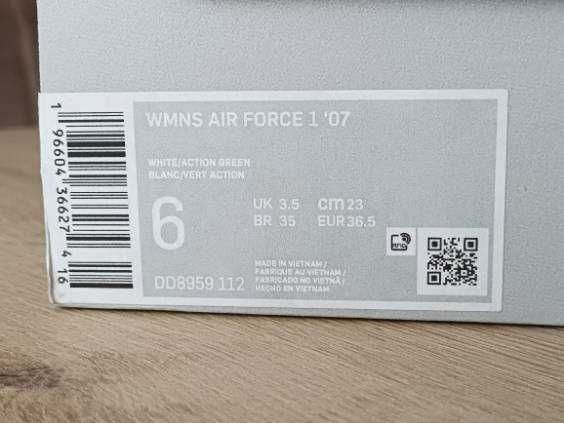 WMNS AIR FORCE 1 '07
WHITE/ACTION GREEN
BLANC/VERT ACTION
6
UK 3.5 cm 23
BR 35 EUR 36.5
DD8959 112
MADE IN VIETNAM /
FABRIQUE AU VIETNAM /
FABRICADO NO VIETNÃ /
HECHO EN VIETNAM
1 96604 36627 4 16